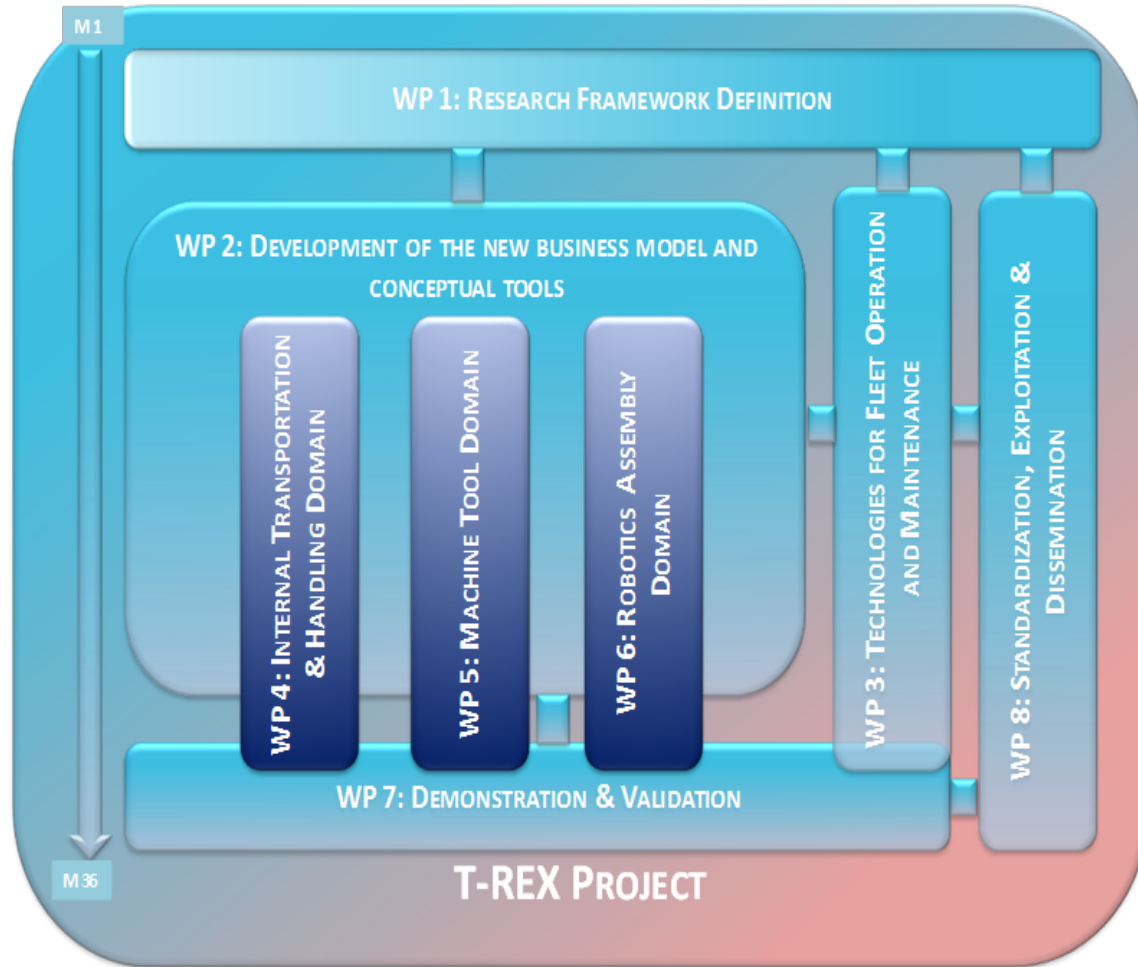 M 1
WP 1: RESEARCH FRAMEWORK DEFINITION
WP 2: DEVELOPMENT OF THE NEW BUSINESS MODEL AND
CONCEPTUAL TOOLS
WP 4: INTERNAL TRANSPORTATION
& HANDLING DOMAIN
WP 5: MACHINE TOOL DOMAIN
WP 6: ROBOTICS ASSEMBLY
DOMAIN
WP 3: TECHNOLOGIES FOR FLEET OPERATION
AND MAINTENANCE
WP 8: STANDARDIZATION, EXPLOITATION &
DISSEMINATION
WP 7: DEMONSTRATION & VALIDATION
M 36
T-REX PROJECT